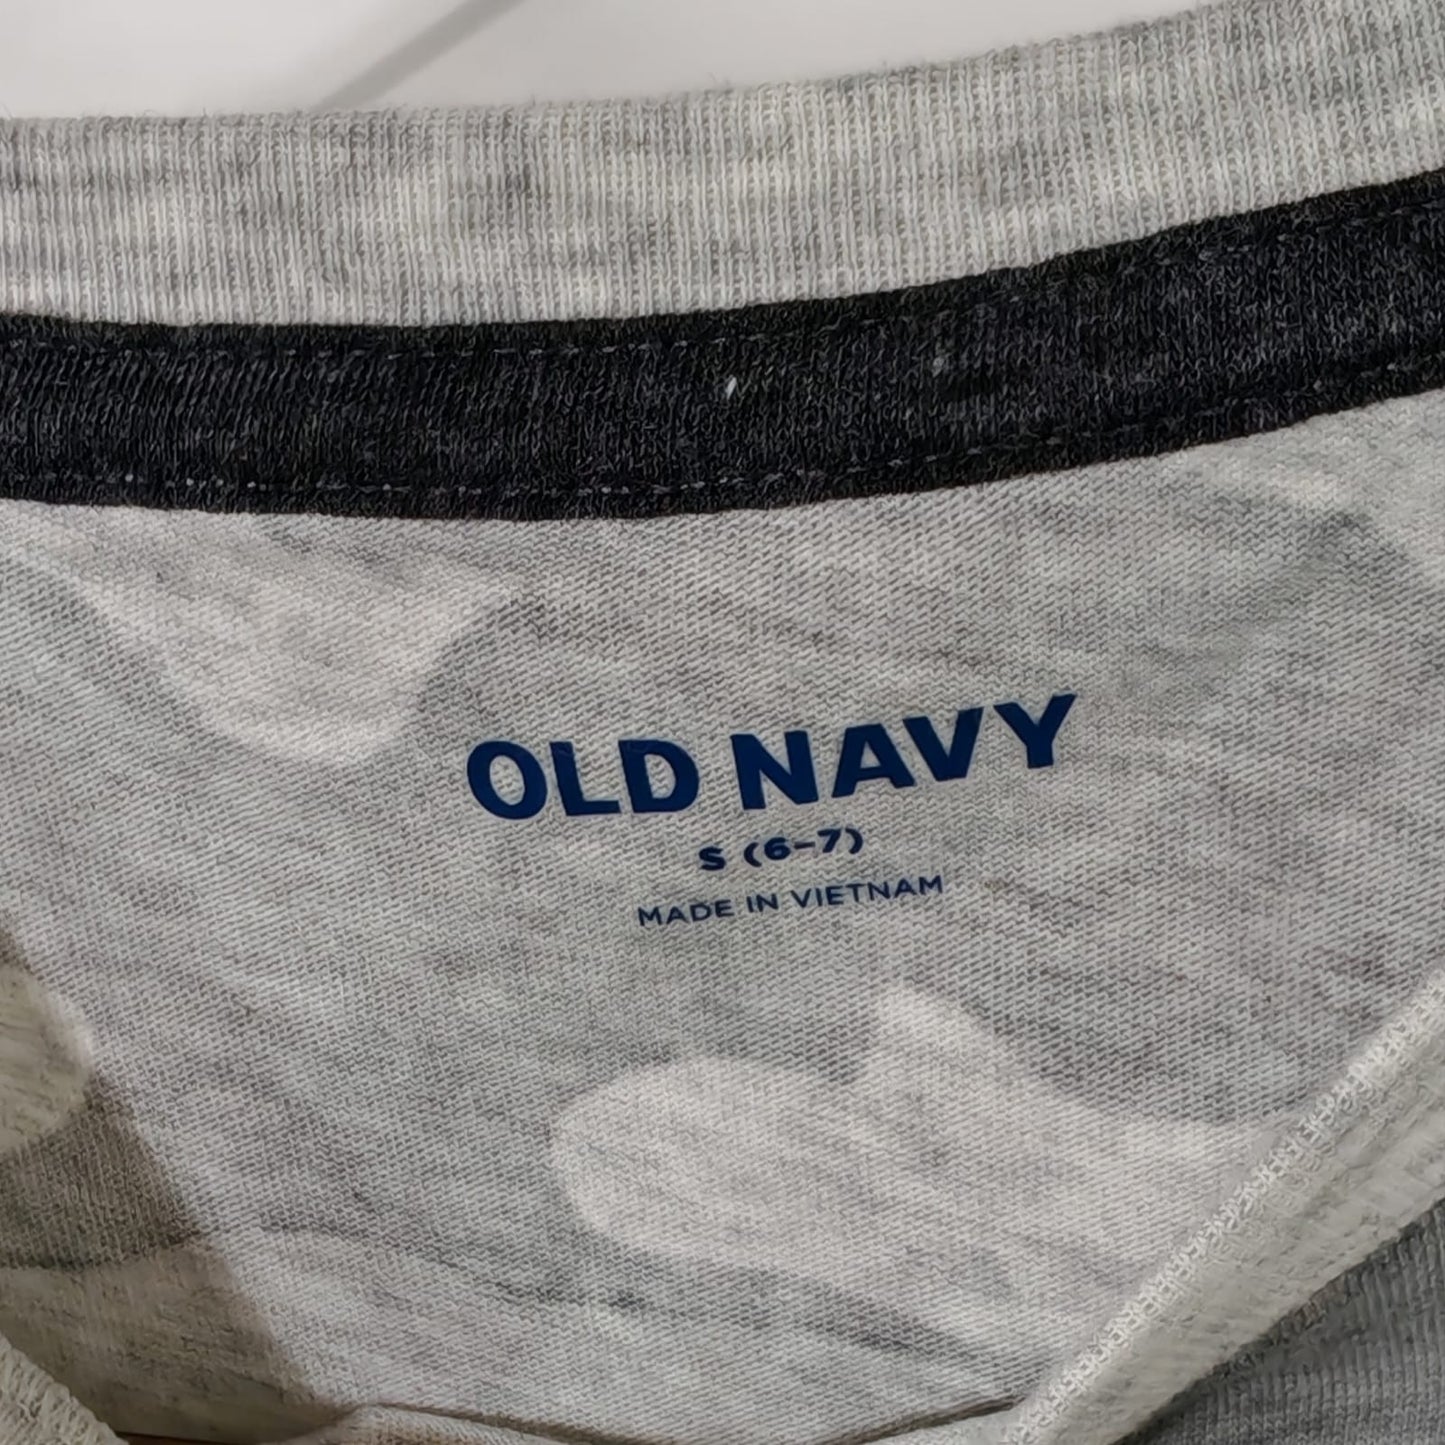 OLD NAVY
S (6-7)
MADE IN VIETNAM